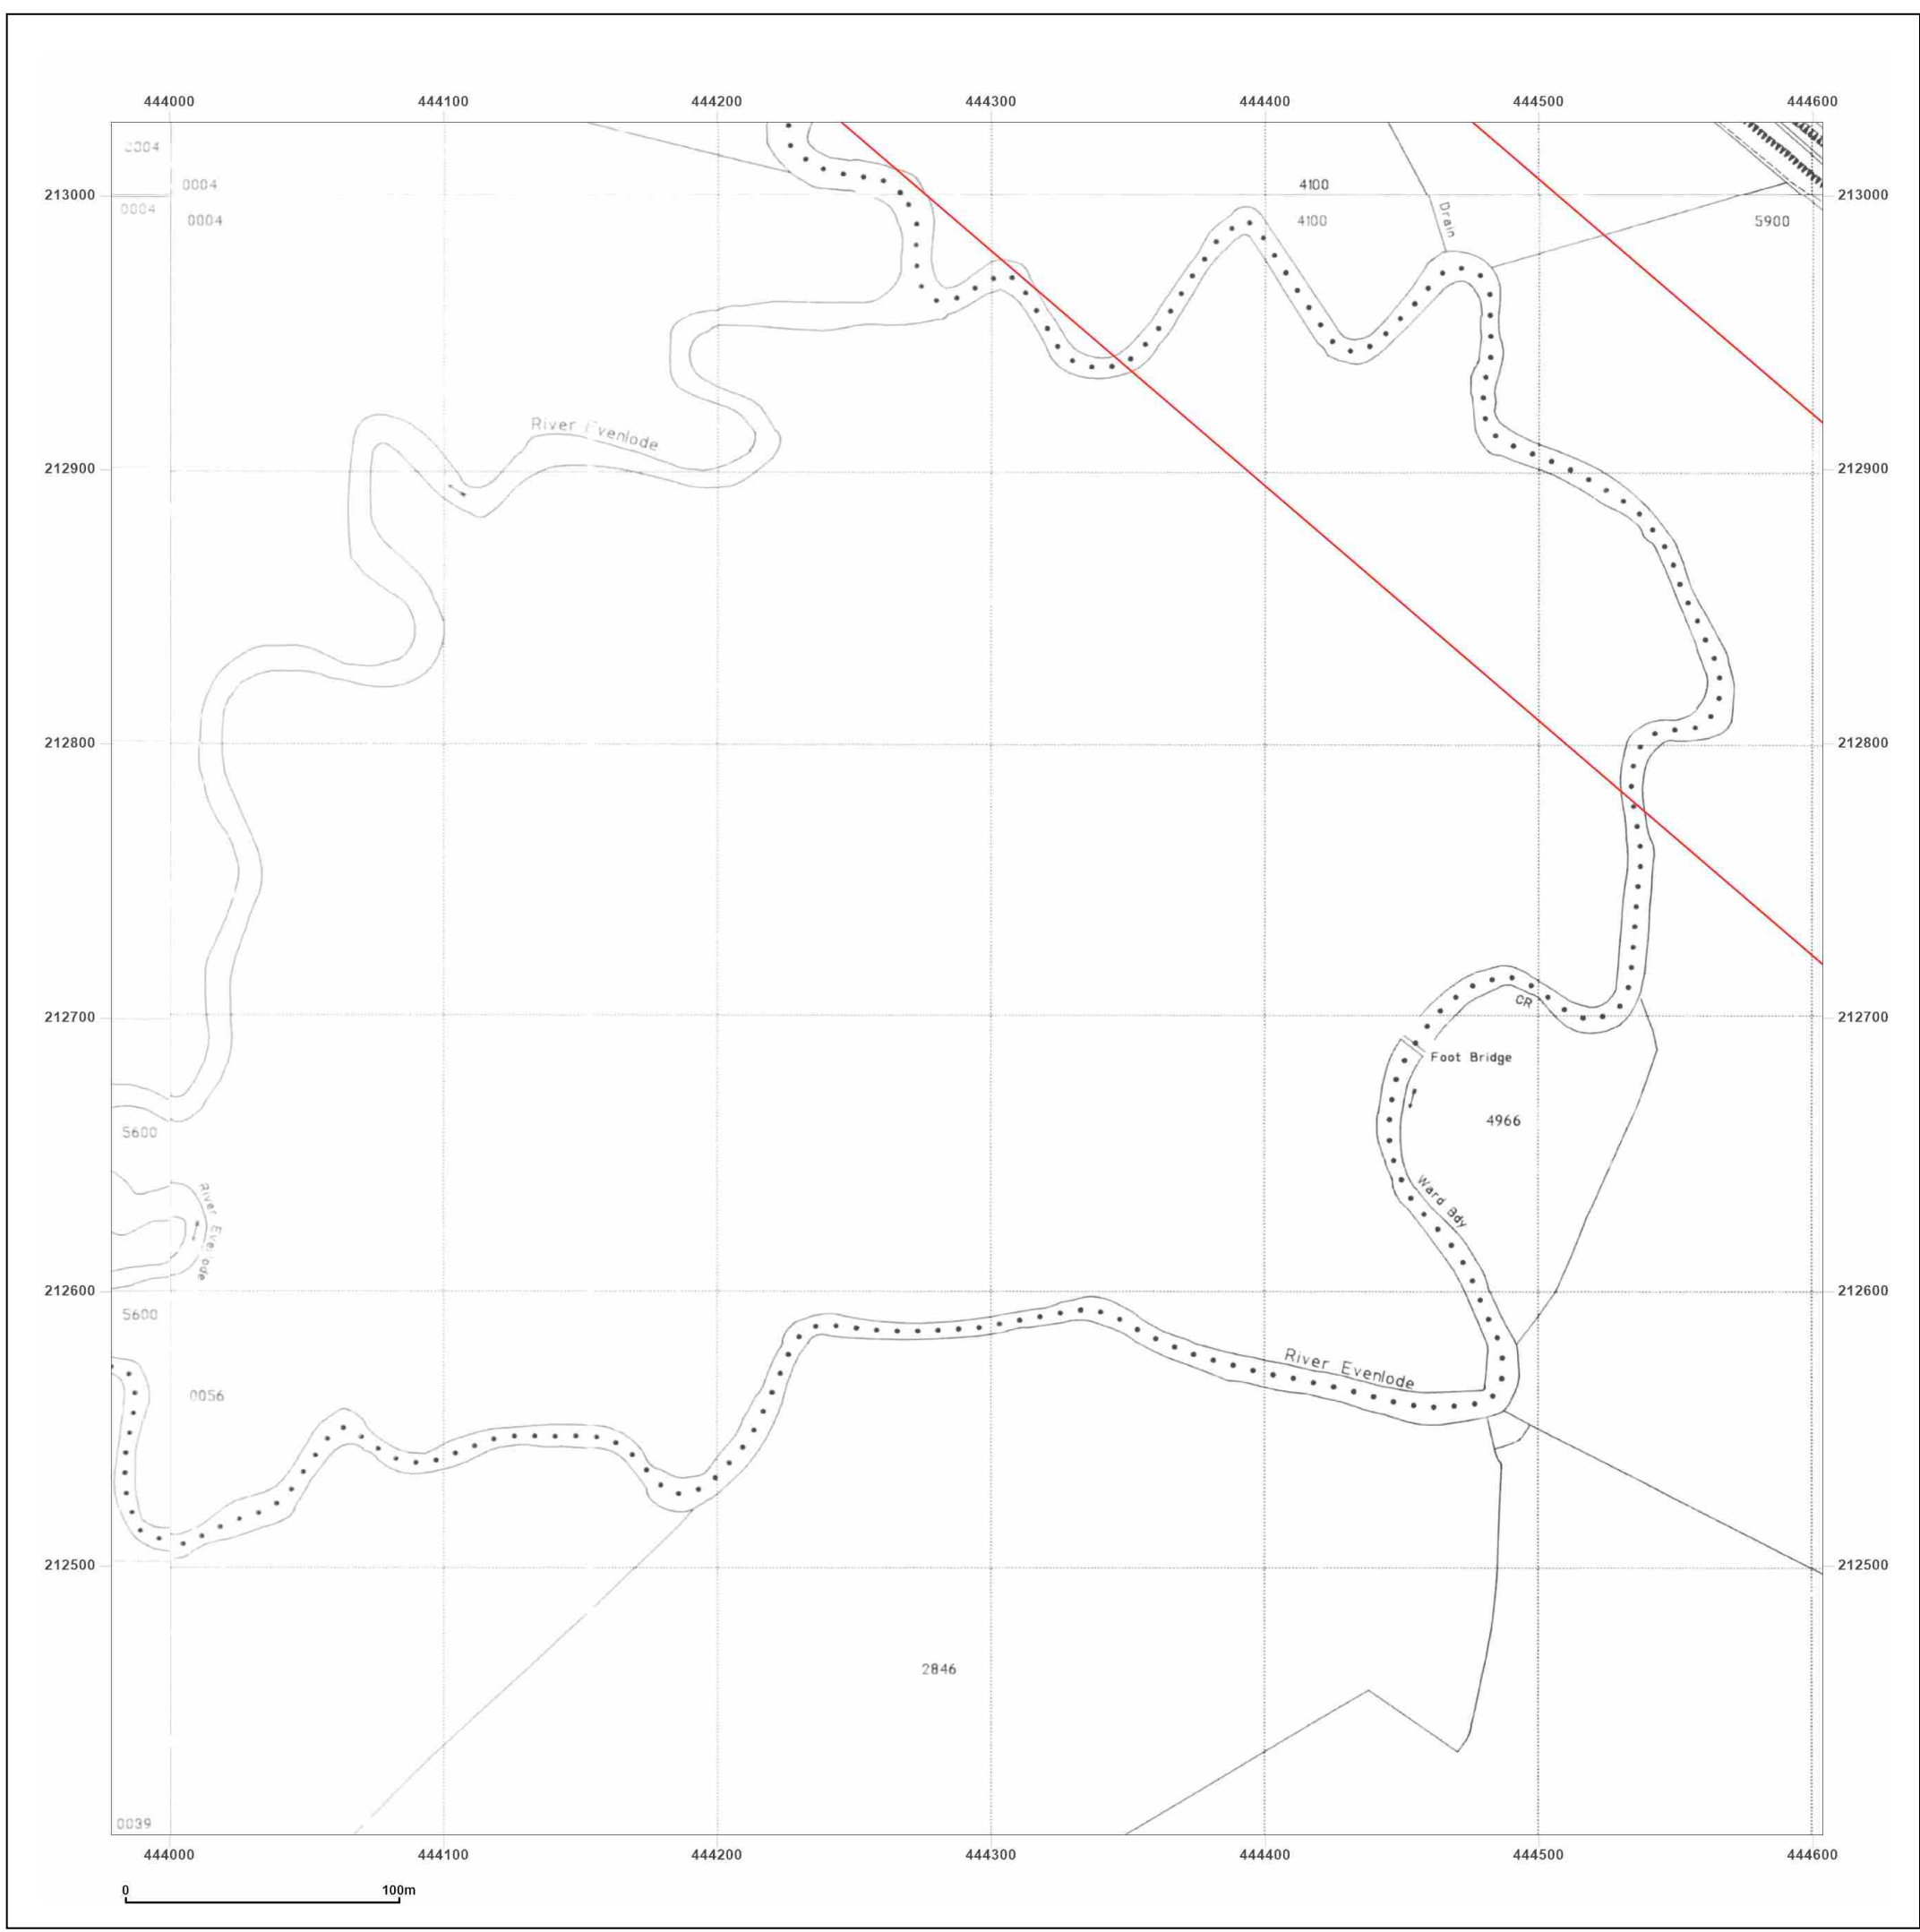 444000 444100 444200 444300 444400 444500 444600
0004
213000 0004 4100 213000
0004 0004 4100 Drain 5900
River Evenlode
212900 212900
212800 212800
CR
212700 212700
Foot Bridge
5600 4966
River Evenlode
Ward Bdy
212600 212600
5600
River Evenlode
0056
212500 212500
2846
0039
444000 444100 444200 444300 444400 444500 444600
0 100m